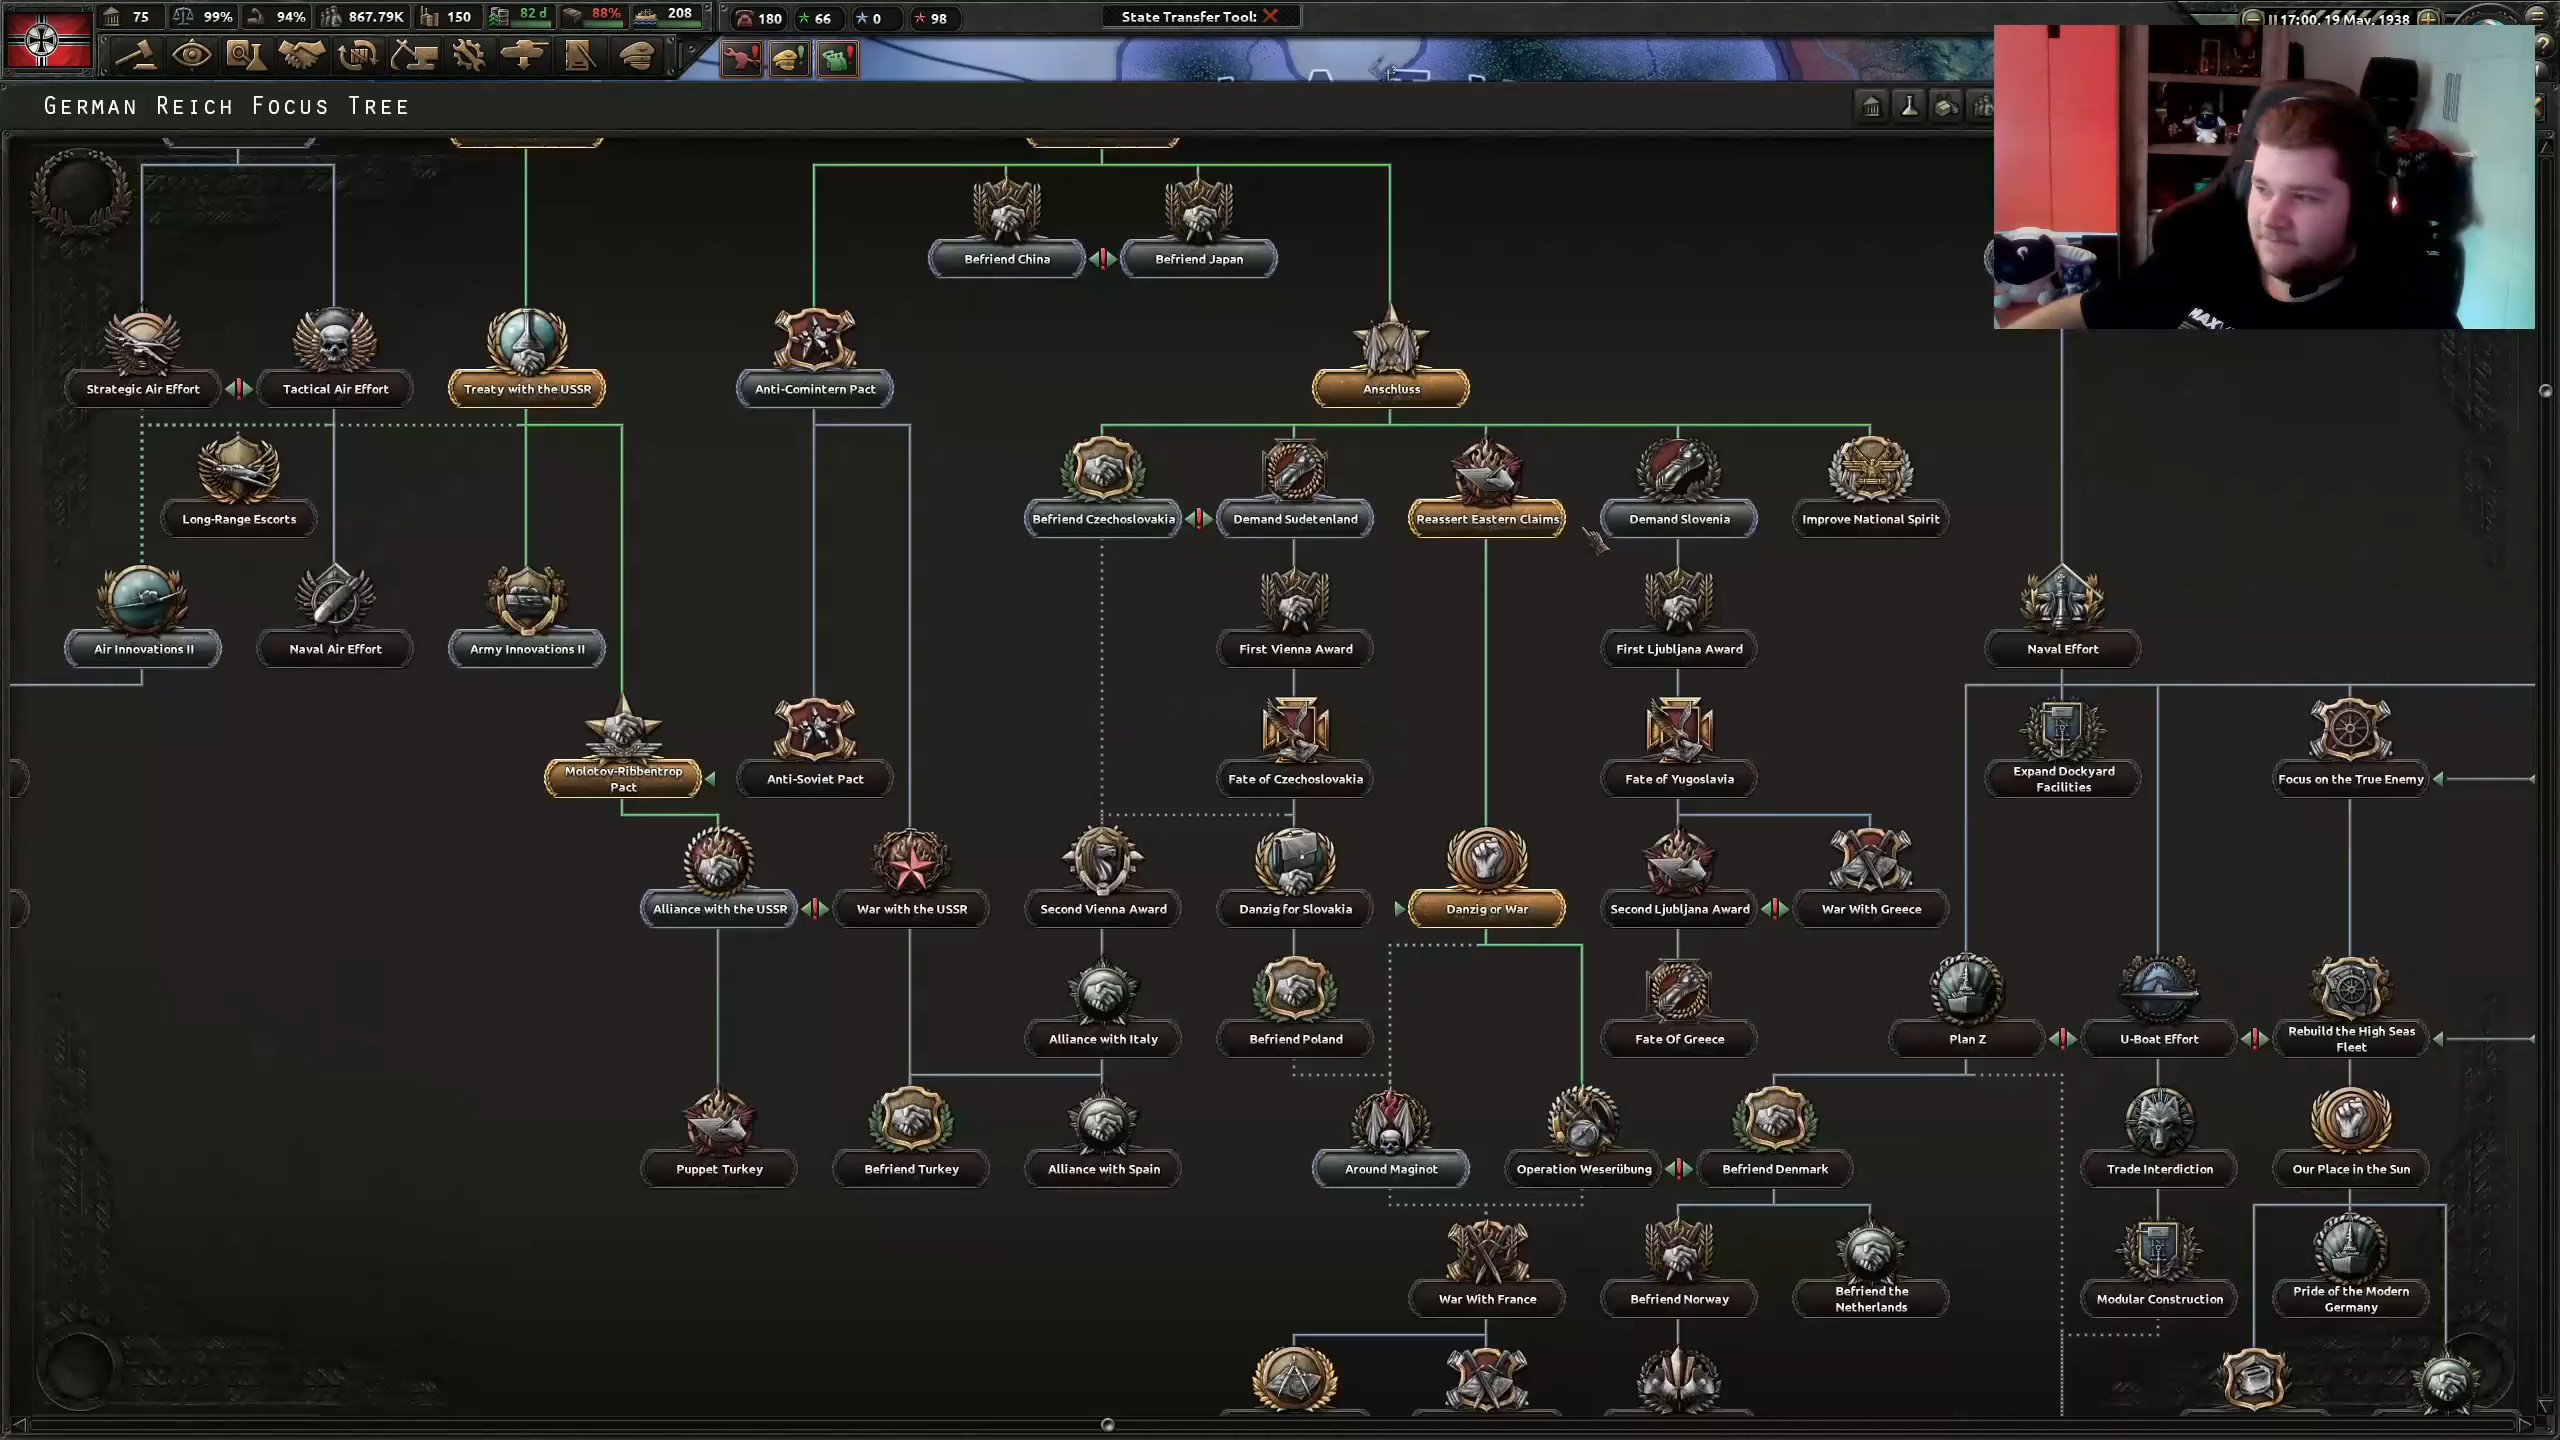 75
99%
94%
867.79K
150
82 d
88%
208
180
66
0
98
State Transfer Tool:
17:00, 19 May, 1938
German Reich Focus Tree
Befriend China
Befriend Japan
Strategic Air Effort
Tactical Air Effort
Treaty with the USSR
Anti-Comintern Pact
Anschluss
Long-Range Escorts
Befriend Czechoslovakia
Demand Sudetenland
Reassert Eastern Claims
Demand Slovenia
Improve National Spirit
Air Innovations II
Naval Air Effort
Army Innovations II
First Vienna Award
First Ljubljana Award
Naval Effort
Molotov-Ribbentrop
Pact
Anti-Soviet Pact
Fate of Czechoslovakia
Fate of Yugoslavia
Expand Dockyard
Facilities
Focus on the True Enemy
Alliance with the USSR
War with the USSR
Second Vienna Award
Danzig for Slovakia
Danzig or War
Second Ljubljana Award
War With Greece
Alliance with Italy
Befriend Poland
Fate Of Greece
Plan Z
U-Boat Effort
Rebuild the High Seas
Fleet
Puppet Turkey
Befriend Turkey
Alliance with Spain
Around Maginot
Operation Weserübung
Befriend Denmark
Trade Interdiction
Our Place in the Sun
War With France
Befriend Norway
Befriend the
Netherlands
Modular Construction
Pride of the Modern
Germany